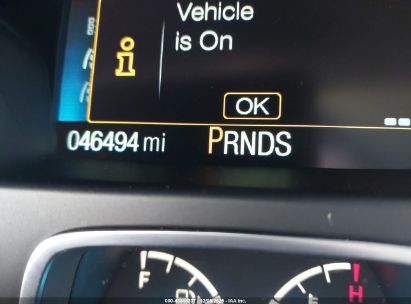 Vehicle
is On
i
OK
046494 mi PRNDS
F
H